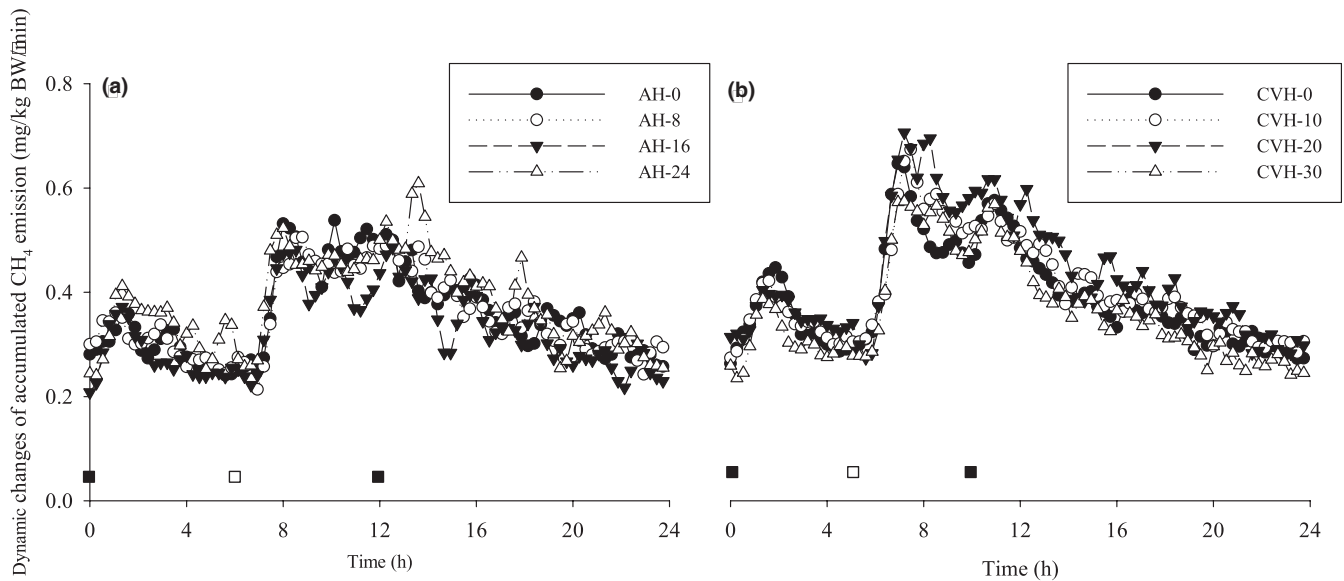 Dynamic changes of accumulated CH4 emission (mg/kg BW/min)
(a)
AH-0
AH-8
AH-16
AH-24
(b)
CVH-0
CVH-10
CVH-20
CVH-30
0.8
0.6
0.4
0.2
0.0
0 4 8 12 16 20 24
0 4 8 12 16 20 24
Time (h)
Time (h)